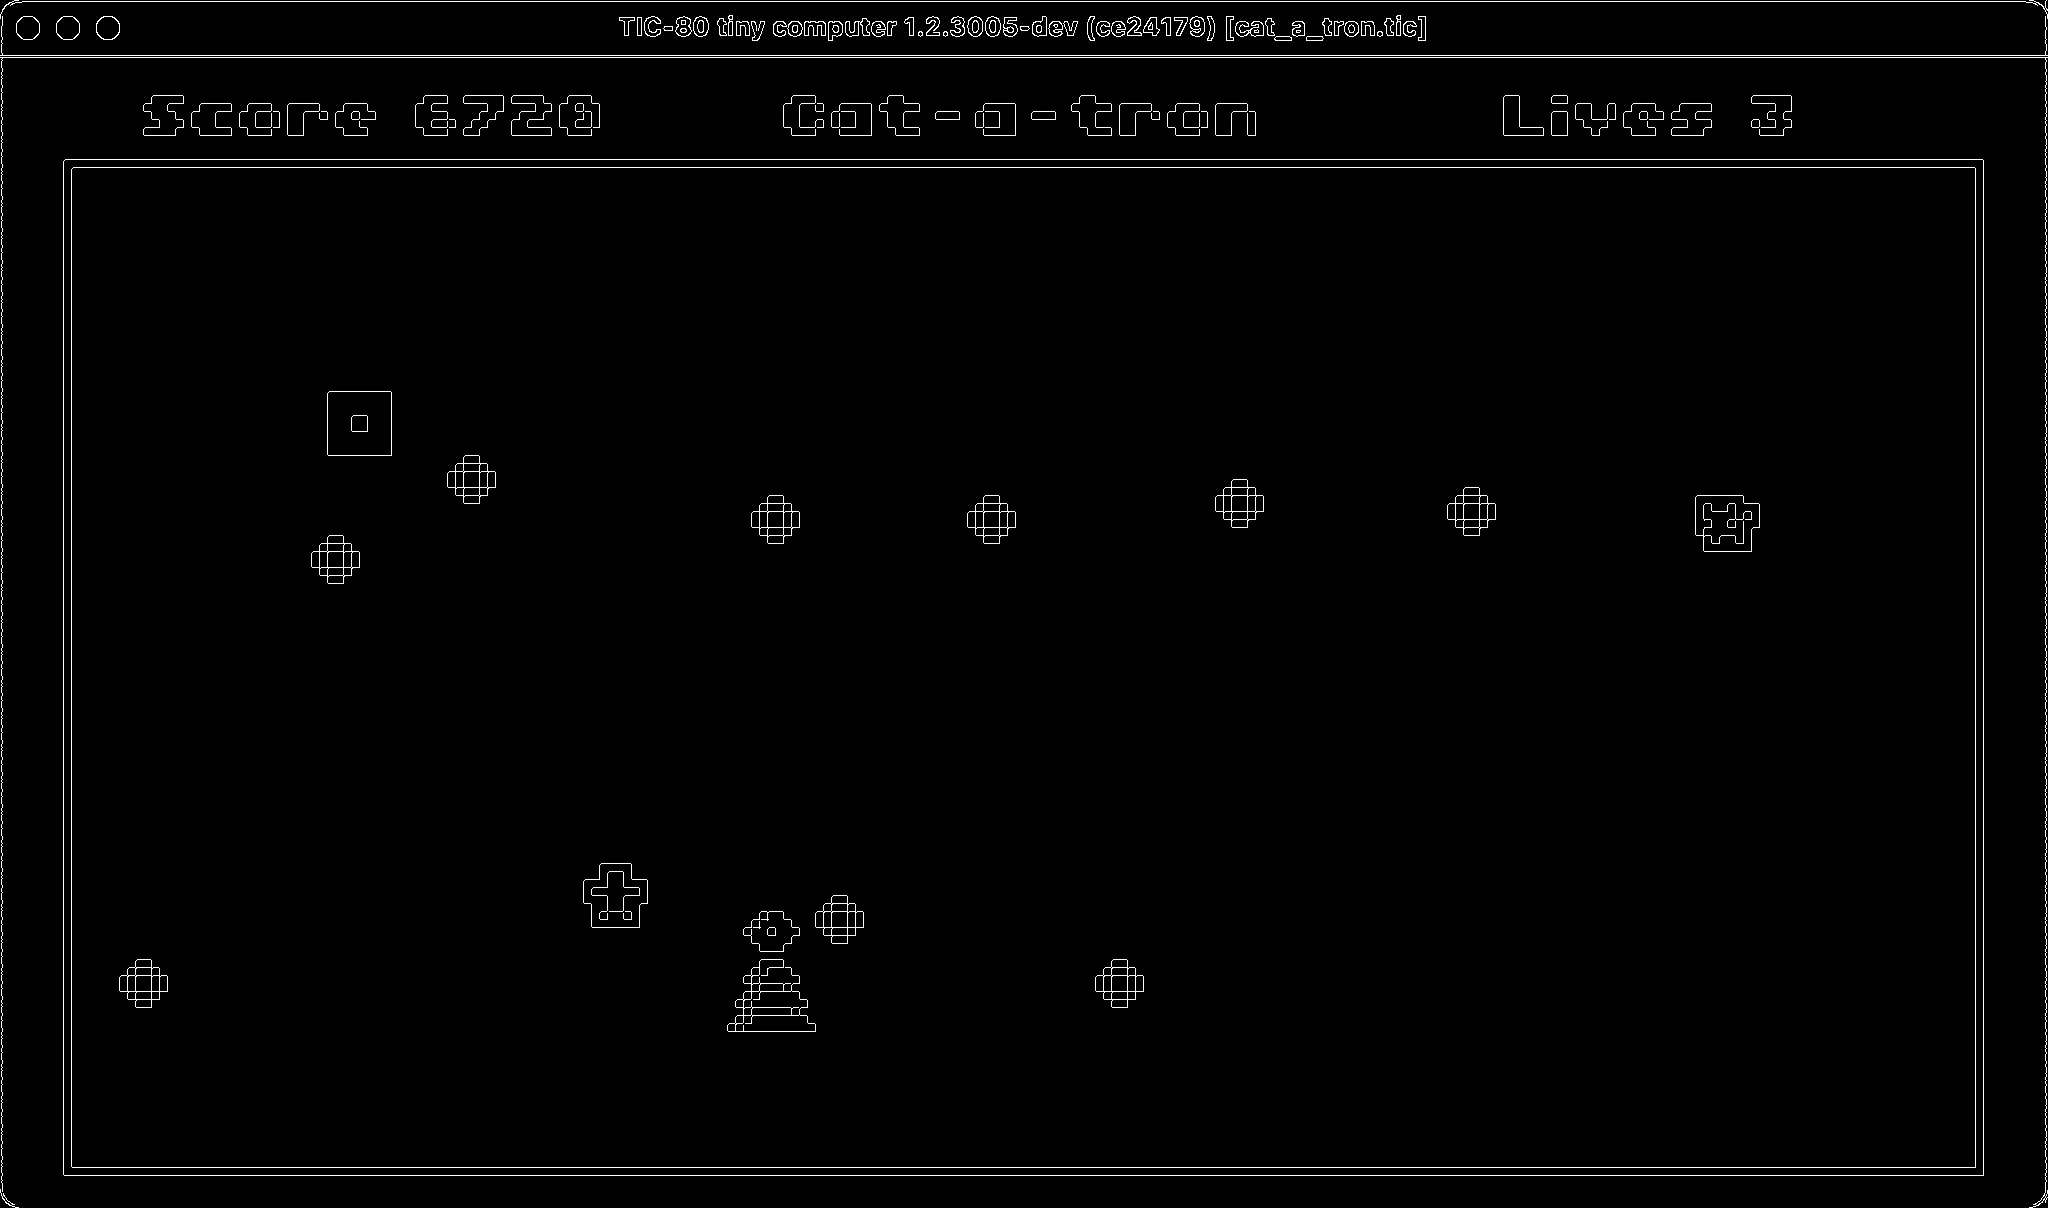 TIC-80 tiny computer 1.2.3005-dev (ce24179) [cat_a_tron.tic]
Score 6720 Cat-a-tron Lives 3